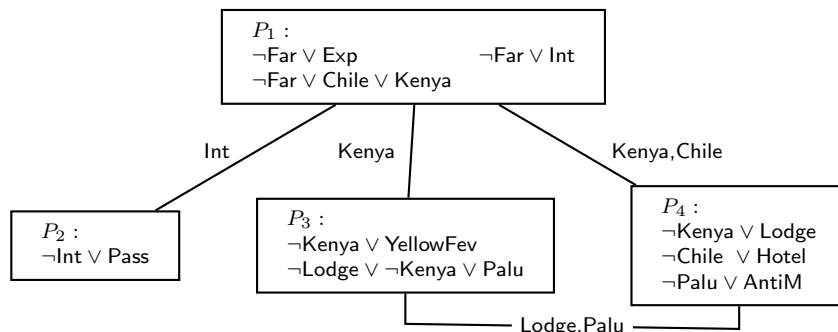 P₁ :
¬Far ∨ Exp ¬Far ∨ Int
¬Far ∨ Chile ∨ Kenya
Int
Kenya
Kenya,Chile
P₂ :
¬Int ∨ Pass
P₃ :
¬Kenya ∨ YellowFev
¬Lodge ∨ ¬Kenya ∨ Palu
P₄ :
¬Kenya ∨ Lodge
¬Chile ∨ Hotel
¬Palu ∨ AntiM
Lodge,Palu